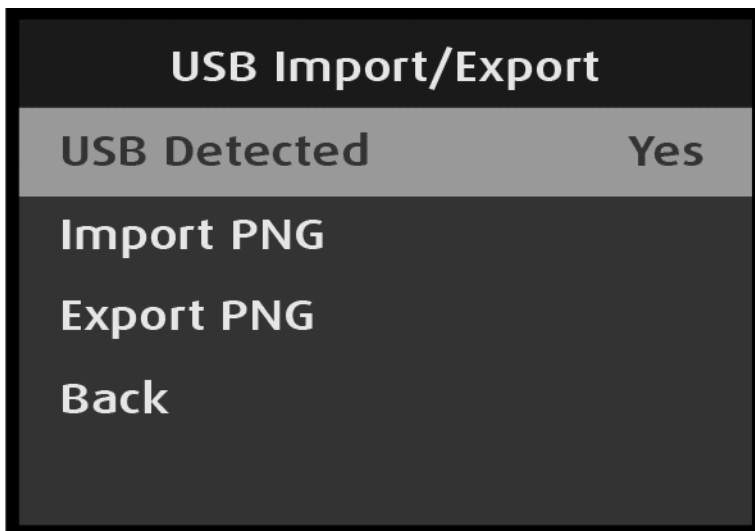 USB Import/Export
USB Detected Yes
Import PNG
Export PNG
Back